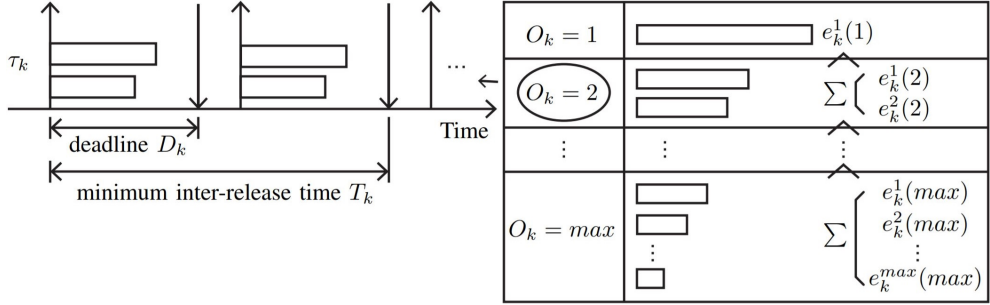 τ_k
...
Time
deadline D_k
minimum inter-release time T_k
O_k = 1
e_k^1(1)
O_k = 2
∑
e_k^1(2)
e_k^2(2)
⋮ ⋮ ⋮
O_k = max
∑
e_k^1(max)
e_k^2(max)
⋮ ⋮
e_k^{max}(max)